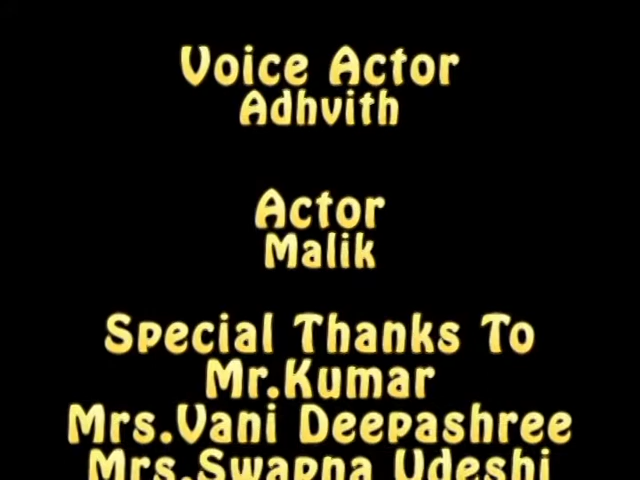 Voice Actor
Adhvith
Actor
Malik
Special Thanks To
Mr.Kumar
Mrs.Vani Deepashree
Mrs.Swapna Udeshi